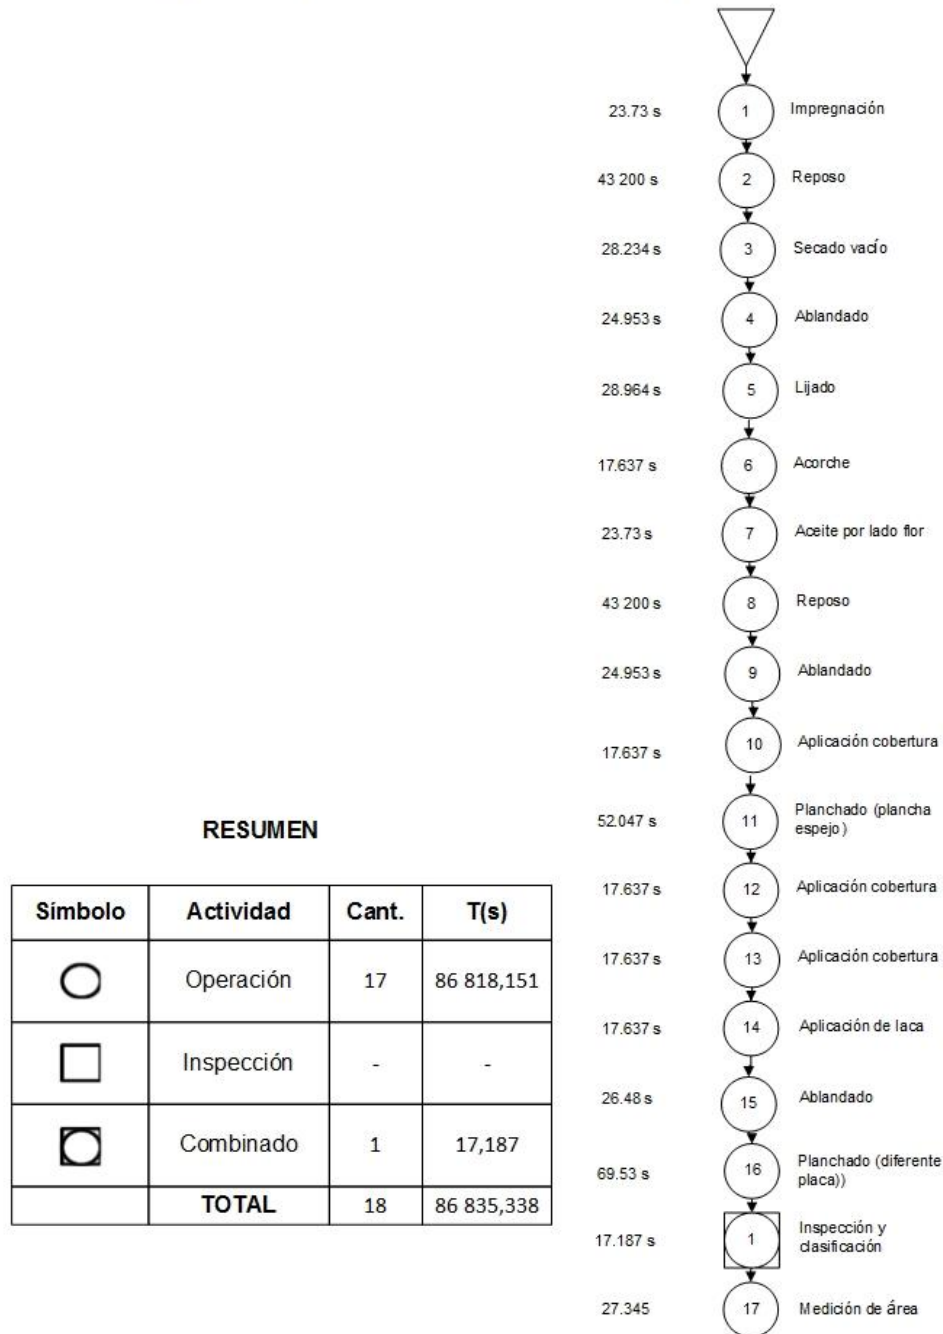 23.73 s 1 Impregnación
43 200 s 2 Reposo
28.234 s 3 Secado vacío
24.953 s 4 Ablandado
28.964 s 5 Lijado
17.637 s 6 Acorche
23.73 s 7 Aceite por lado flor
43 200 s 8 Reposo
24.953 s 9 Ablandado
17.637 s 10 Aplicación cobertura
52.047 s 11 Planchado (plancha
espejo)
17.637 s 12 Aplicación cobertura
17.637 s 13 Aplicación cobertura
17.637 s 14 Aplicación de laca
26.48 s 15 Ablandado
69.53 s 16 Planchado (diferente
placa))
17.187 s 1 Inspección y
clasificación
27.345 17 Medición de área
RESUMEN
Símbolo Actividad Cant. T(s)
Operación 17 86 818,151
Inspección - -
Combinado 1 17,187
TOTAL 18 86 835,338